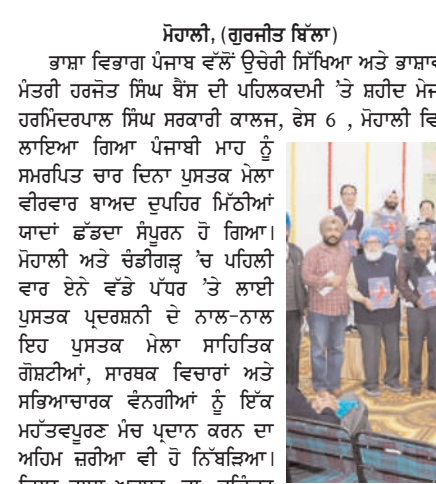 ਮੋਹਾਲੀ, (ਗੁਰਜੀਤ ਬਿੱਲਾ)
ਭਾਸ਼ਾ ਵਿਭਾਗ ਪੰਜਾਬ ਵੱਲੋਂ ਉਚੇਰੀ ਸਿੱਖਿਆ ਅਤੇ
ਮੰਤਰੀ ਹਰਜੋਤ ਸਿੰਘ ਬੈਂਸ ਦੀ ਪਹਿਲਕਦਮੀ 'ਤੇ ਸ਼ਹੀਦ
ਹਰਮਿੰਦਰਪਾਲ ਸਿੰਘ ਸਰਕਾਰੀ ਕਾਲਜ, ਫੇਸ 6 , ਮੋਹਾਲੀ
ਲਾਇਆ ਗਿਆ ਪੰਜਾਬੀ ਮਾਹ ਨੂੰ
ਸਮਰਪਿਤ ਚਾਰ ਦਿਨਾ ਪੁਸਤਕ ਮੇਲਾ
ਵੀਰਵਾਰ ਬਾਅਦ ਦੁਪਹਿਰ ਮਿੱਠੀਆਂ
ਯਾਦਾਂ ਛੱਡਦਾ ਸੰਪੂਰਨ ਹੋ ਗਿਆ।
ਮੋਹਾਲੀ ਅਤੇ ਚੰਡੀਗੜ੍ਹ 'ਚ ਪਹਿਲੀ
ਵਾਰ ਏਨੇ ਵੱਡੇ ਪੱਧਰ 'ਤੇ ਲਾਈ
ਪੁਸਤਕ ਪ੍ਰਦਰਸ਼ਨੀ ਦੇ ਨਾਲ-ਨਾਲ
ਇਹ ਪੁਸਤਕ ਮੇਲਾ ਸਾਹਿਤਿਕ
ਗੋਸ਼ਟੀਆਂ, ਸਾਰਥਕ ਵਿਚਾਰਾਂ ਅਤੇ
ਸਭਿਆਚਾਰਕ ਵੰਨਗੀਆਂ ਨੂੰ ਇੱਕ
ਮਹੱਤਵਪੂਰਣ ਮੰਚ ਪ੍ਰਦਾਨ ਕਰਨ ਦਾ
ਅਹਿਮ ਜ਼ਰੀਆ ਵੀ ਹੋ ਨਿੱਬੜਿਆ।